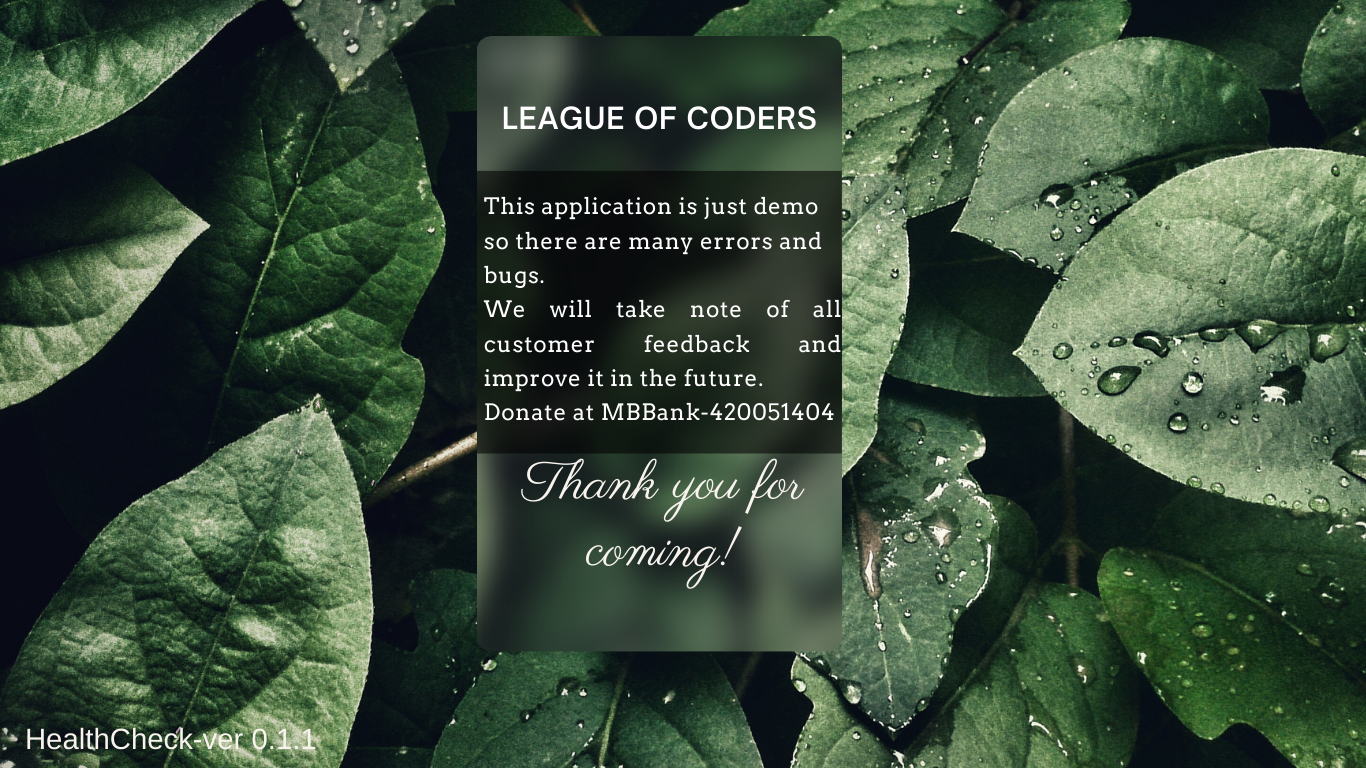 LEAGUE OF CODERS
This application is just demo
so there are many errors and
bugs.
We will take note of all
customer feedback and
improve it in the future.
Donate at MBBank-420051404
Thank you for
coming!
HealthCheck-ver 0.1.1